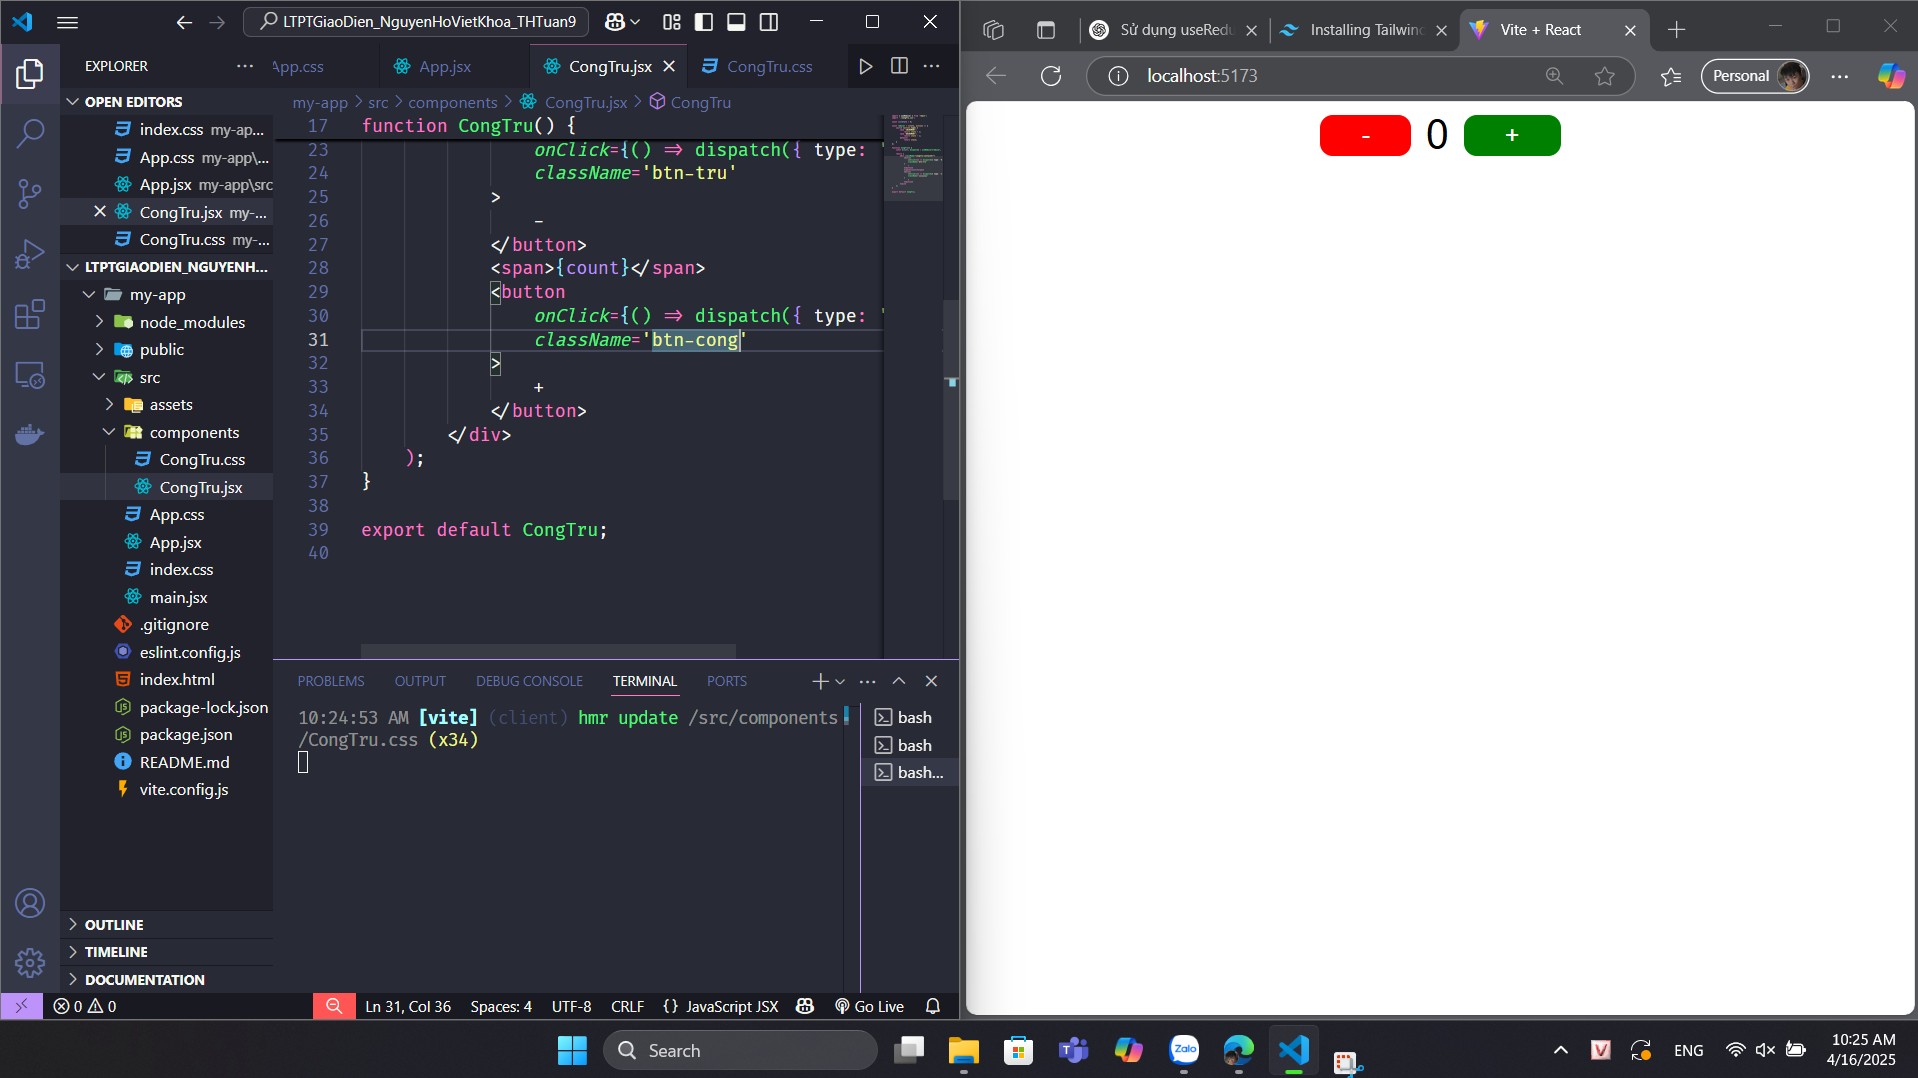 LTPTGiaoDien_NguyenHoVietKhoa_THTuan9
EXPLORER
App.css
App.jsx
CongTru.jsx
CongTru.css
OPEN EDITORS
index.css my-ap...
App.css my-app\...
App.jsx my-app\src
CongTru.jsx my-...
CongTru.css my-...
LTPTGIAODIEN_NGUYENH...
my-app
node_modules
public
src
assets
components
CongTru.css
CongTru.jsx
App.css
App.jsx
index.css
main.jsx
.gitignore
eslint.config.js
index.html
package-lock.json
package.json
README.md
vite.config.js
OUTLINE
TIMELINE
DOCUMENTATION
my-app > src > components > CongTru.jsx > CongTru
17 function CongTru() {
23 onClick={() => dispatch({ type: '
24 className='btn-tru'
25 >
26 -
27 </button>
28 <span>{count}</span>
29 <button
30 onClick={() => dispatch({ type: '
31 className='btn-cong'
32 >
33 +
34 </button>
35 </div>
36 );
37 }
38
39 export default CongTru;
40
PROBLEMS OUTPUT DEBUG CONSOLE TERMINAL PORTS
10:24:53 AM [vite] (client) hmr update /src/components
/CongTru.css (x34)
bash
bash
bash...
0 0
Ln 31, Col 36 Spaces: 4 UTF-8 CRLF {} JavaScript JSX Go Live
Sử dụng useRedu
Installing Tailwind
Vite + React
localhost:5173
Personal
- 0 +
Search
Zalo
ENG
10:25 AM
4/16/2025